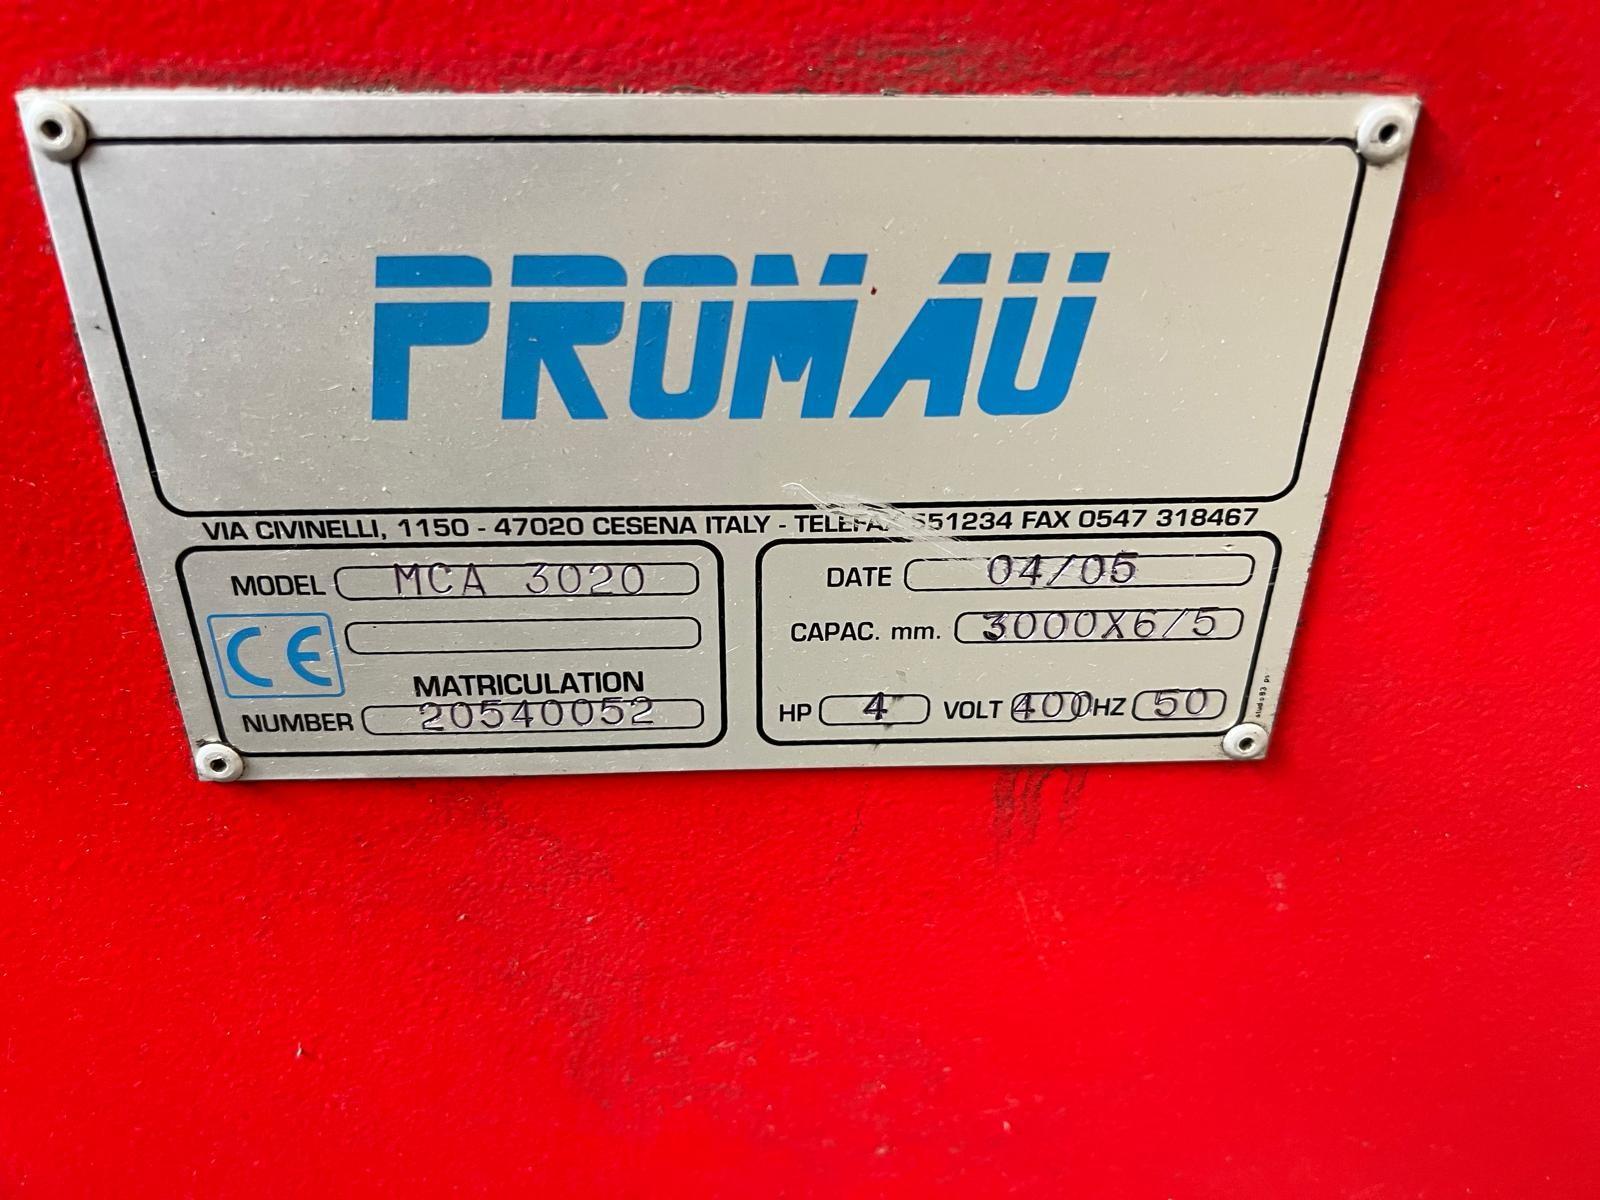 PROMAÜ
VIA CIVINELLI, 1150 - 47020 CESENA ITALY - 551234 FAX 0547 318467
MODEL MCA 3020
CE
MATRICULATION
NUMBER 20540052
DATE 04/05
CAPAC. mm. 3000X6/5
HP 4 VOLT 400 HZ 50